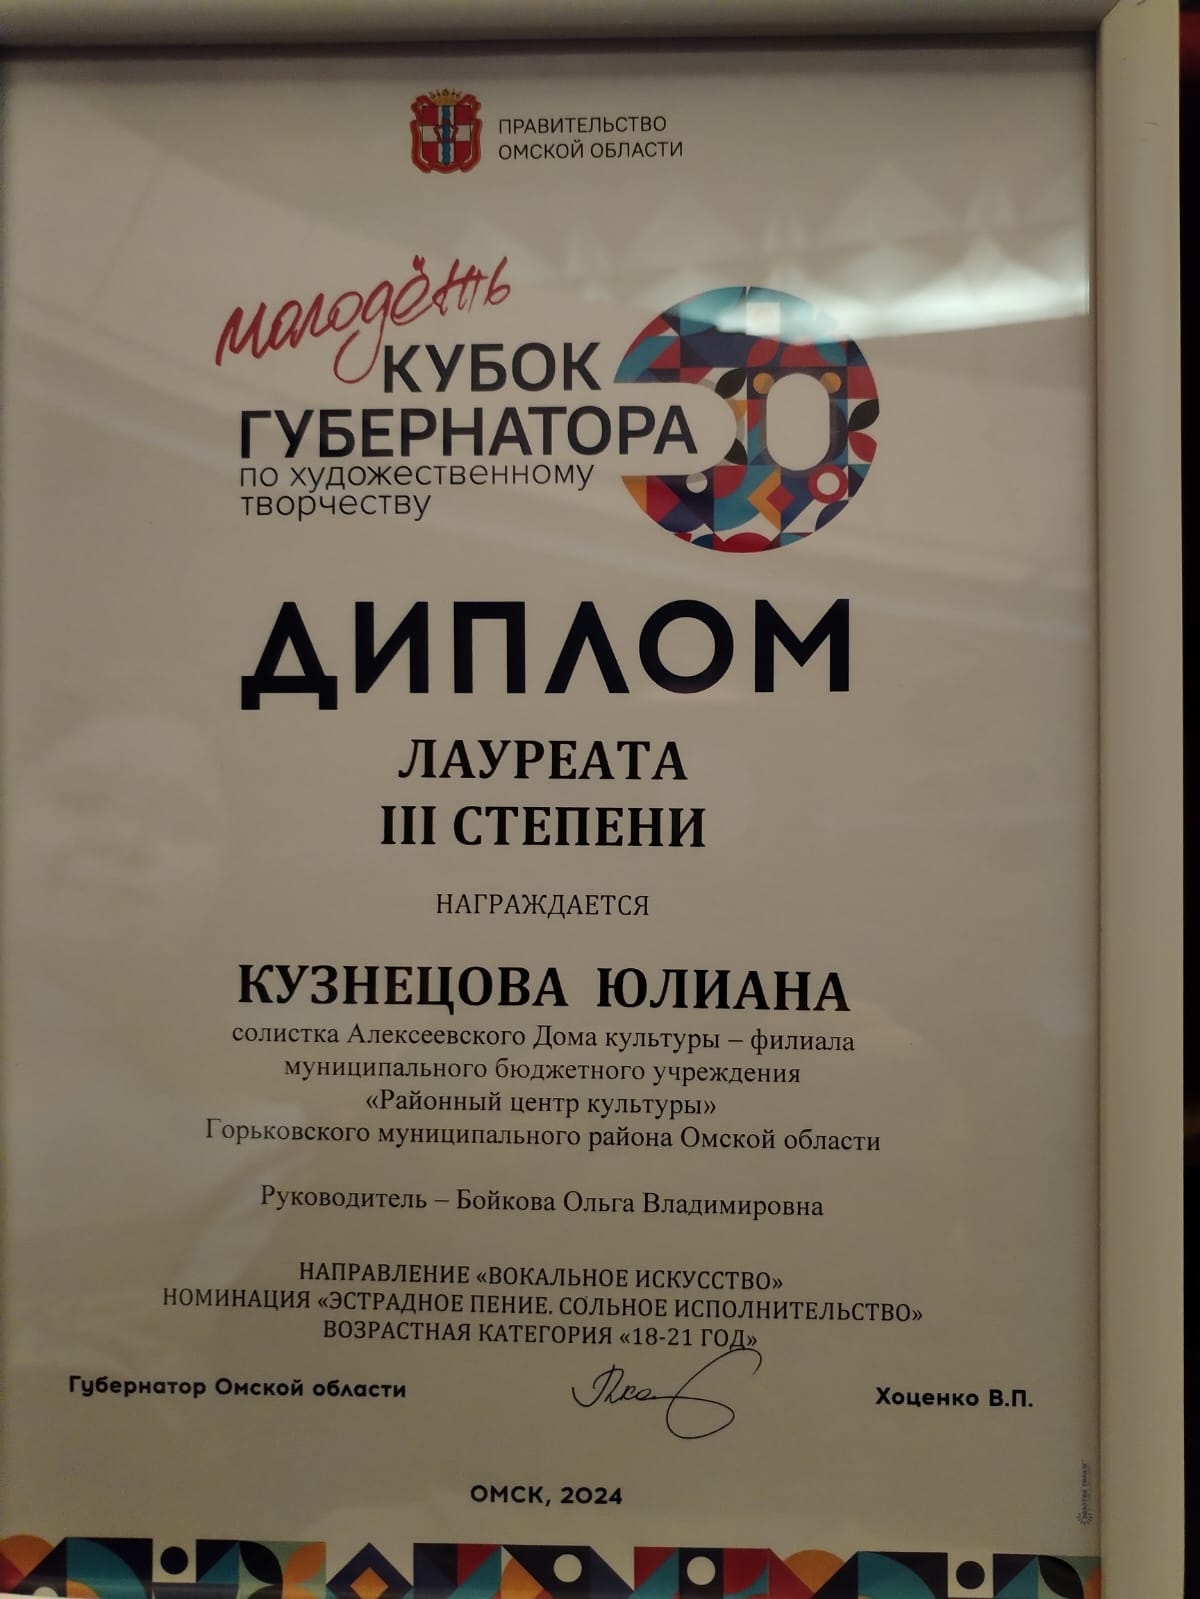 ПРАВИТЕЛЬСТВО
ОМСКОЙ ОБЛАСТИ
молодёжь
КУБОК
ГУБЕРНАТОРА
по художественному
творчеству
ДИПЛОМ
ЛАУРЕАТА
III СТЕПЕНИ
НАГРАЖДАЕТСЯ
КУЗНЕЦОВА ЮЛИАНА
солистка Алексеевского Дома культуры – филиала
муниципального бюджетного учреждения
«Районный центр культуры»
Горьковского муниципального района Омской области
Руководитель – Бойкова Ольга Владимировна
НАПРАВЛЕНИЕ «ВОКАЛЬНОЕ ИСКУССТВО»
НОМИНАЦИЯ «ЭСТРАДНОЕ ПЕНИЕ. СОЛЬНОЕ ИСПОЛНИТЕЛЬСТВО»
ВОЗРАСТНАЯ КАТЕГОРИЯ «18-21 ГОД»
Губернатор Омской области
Хоценко В.П.
ОМСК, 2024